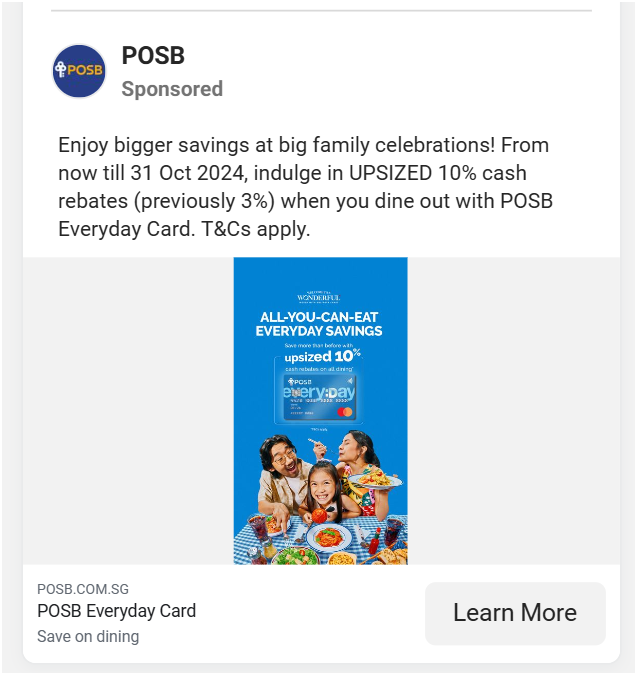 POSB
POSB
Sponsored
Enjoy bigger savings at big family celebrations! From
now till 31 Oct 2024, indulge in UPSIZED 10% cash
rebates (previously 3%) when you dine out with POSB
Everyday Card. T&Cs apply.
WONDERFUL
ALL-YOU-CAN-EAT
EVERYDAY SAVINGS
Save more than before with
upsized 10%
cash rebates on all dining*
POSB
everyday
POSB.COM.SG
POSB Everyday Card
Save on dining
Learn More